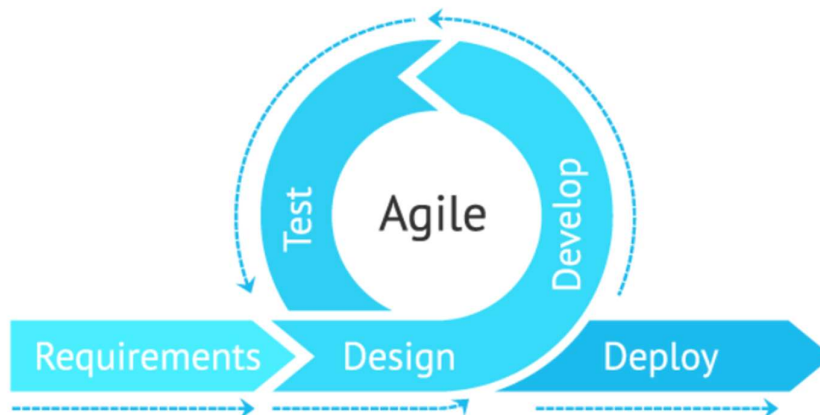 Agile
Test
Develop
Requirements
Design
Deploy